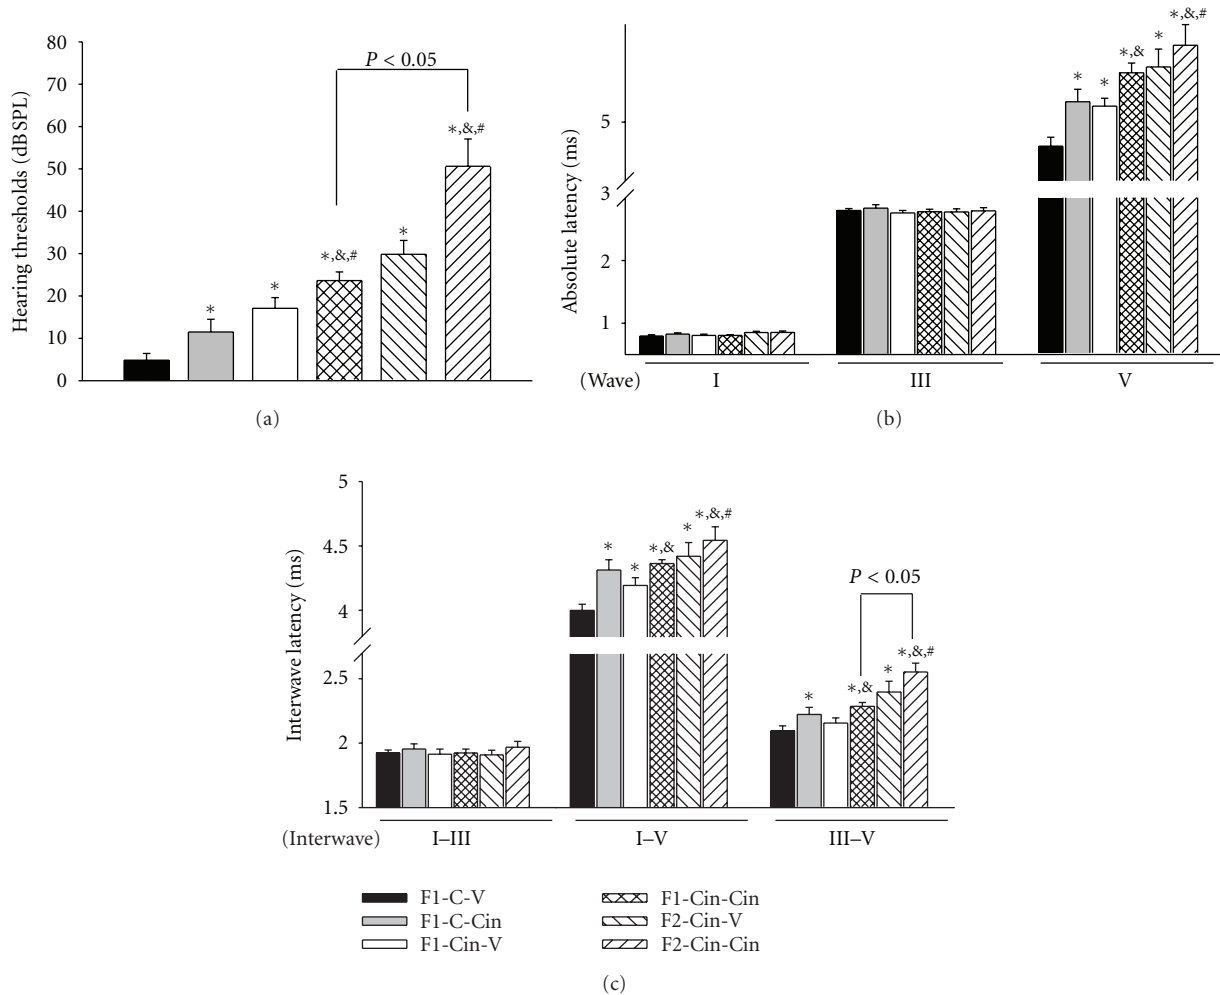 80
70
60
50
40
30
20
10
0
Hearing thresholds (dBSPL)
P < 0.05
*
*
*,&,#
*
*,&,#
(a)
5
3
2
1
Absolute latency (ms)
*
*
*,&
*
*,&,#
(Wave) I III V
(b)
5
4.5
4
2.5
2
1.5
Interwave latency (ms)
*
*
*,&
*
*,&,#
P < 0.05
*
*,&
*
*,&,#
(Interwave) I–III I–V III–V
F1-C-V
F1-C-Cin
F1-Cin-V
F1-Cin-Cin
F2-Cin-V
F2-Cin-Cin
(c)